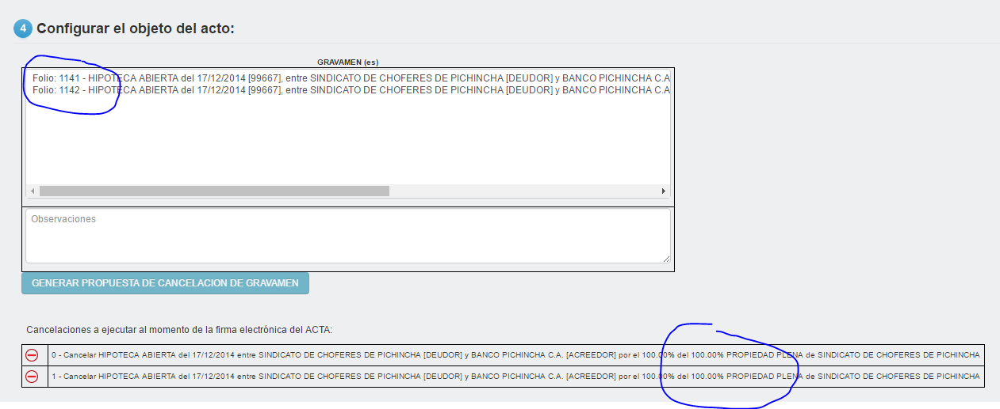 4 Configurar el objeto del acto:
GRAVAMEN (es)
Folio: 1141 - HIPOTECA ABIERTA del 17/12/2014 [99667], entre SINDICATO DE CHOFERES DE PICHINCHA [DEUDOR] y BANCO PICHINCHA C.A
Folio: 1142 - HIPOTECA ABIERTA del 17/12/2014 [99667], entre SINDICATO DE CHOFERES DE PICHINCHA [DEUDOR] y BANCO PICHINCHA C.A
Observaciones
GENERAR PROPUESTA DE CANCELACION DE GRAVAMEN
Cancelaciones a ejecutar al momento de la firma electrónica del ACTA:
0 - Cancelar HIPOTECA ABIERTA del 17/12/2014 entre SINDICATO DE CHOFERES DE PICHINCHA [DEUDOR] y BANCO PICHINCHA C.A. [ACREEDOR] por el 100.00% del 100.00% PROPIEDAD PLENA de SINDICATO DE CHOFERES DE PICHINCHA
1 - Cancelar HIPOTECA ABIERTA del 17/12/2014 entre SINDICATO DE CHOFERES DE PICHINCHA [DEUDOR] y BANCO PICHINCHA C.A. [ACREEDOR] por el 100.00% del 100.00% PROPIEDAD PLENA de SINDICATO DE CHOFERES DE PICHINCHA